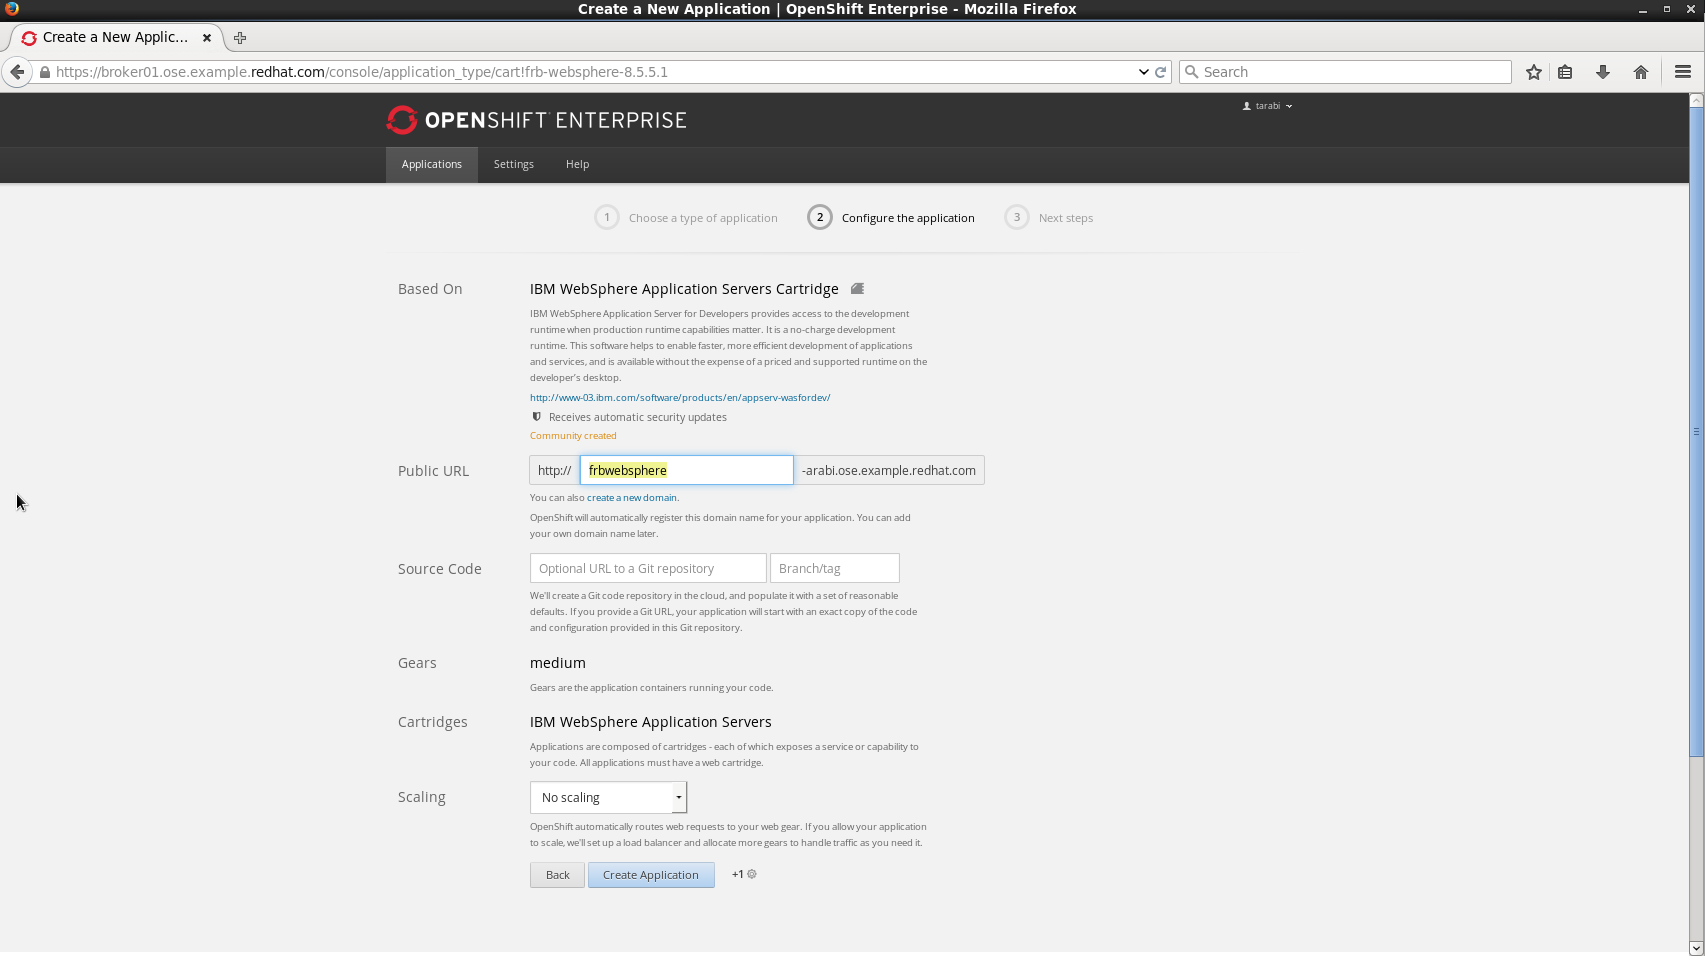 Create a New Application | OpenShift Enterprise - Mozilla Firefox
Create a New Applic...
https://broker01.ose.example.redhat.com/console/application_type/cart!frb-websphere-8.5.5.1
Search
OPENSHIFT ENTERPRISE
tarabi
Applications Settings Help
1 Choose a type of application 2 Configure the application 3 Next steps
Based On IBM WebSphere Application Servers Cartridge
IBM WebSphere Application Server for Developers provides access to the development
runtime when production runtime capabilities matter. It is a no-charge development
runtime. This software helps to enable faster, more efficient development of applications
and services, and is available without the expense of a priced and supported runtime on the
developer's desktop.
http://www-03.ibm.com/software/products/en/appserv-wasfordev/
Receives automatic security updates
Community created
Public URL http:// frbwebsphere -arabi.ose.example.redhat.com
You can also create a new domain.
OpenShift will automatically register this domain name for your application. You can add
your own domain name later.
Source Code Optional URL to a Git repository Branch/tag
We'll create a Git code repository in the cloud, and populate it with a set of reasonable
defaults. If you provide a Git URL, your application will start with an exact copy of the code
and configuration provided in this Git repository.
Gears medium
Gears are the application containers running your code.
Cartridges IBM WebSphere Application Servers
Applications are composed of cartridges - each of which exposes a service or capability to
your code. All applications must have a web cartridge.
Scaling No scaling
OpenShift automatically routes web requests to your web gear. If you allow your application
to scale, we'll set up a load balancer and allocate more gears to handle traffic as you need it.
Back Create Application +1